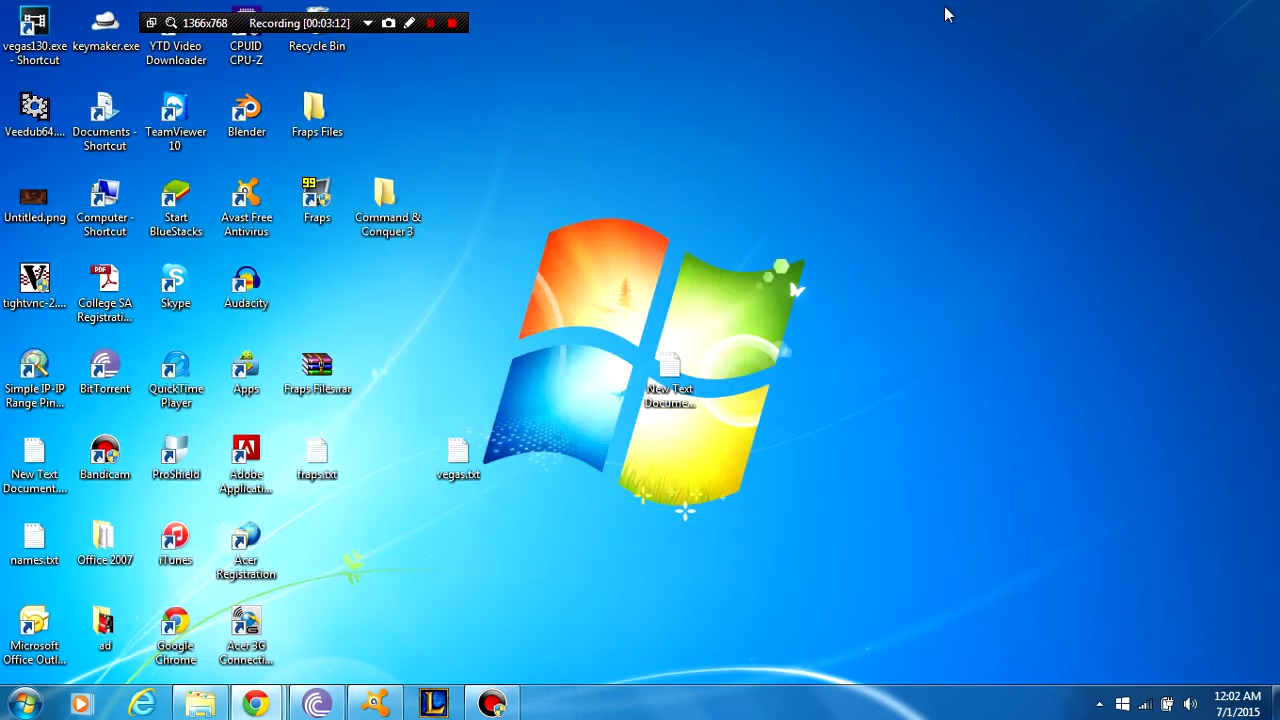 1366x768 Recording [00:03:12]
vegas130.exe
- Shortcut
keymaker.exe
YTD Video
Downloader
CPUID
CPU-Z
Recycle Bin
Veedub64....
Documents -
Shortcut
TeamViewer
10
Blender
Fraps Files
Untitled.png
Computer -
Shortcut
Start
BlueStacks
Avast Free
Antivirus
99
Fraps
Command &
Conquer 3
tightvnc-2....
PDF
College SA
Registrati...
Skype
Audacity
Simple IP-IP
Range Pin...
BitTorrent
QuickTime
Player
Apps
Fraps Files.rar
New Text
Docume...
New Text
Document....
Bandicam
ProShield
Adobe
Applicati...
fraps.txt
vegas.txt
names.txt
Office 2007
iTunes
Acer
Registration
Microsoft
Office Outl...
ad
Google
Chrome
Acer 3G
Connecti...
12:02 AM
7/1/2015